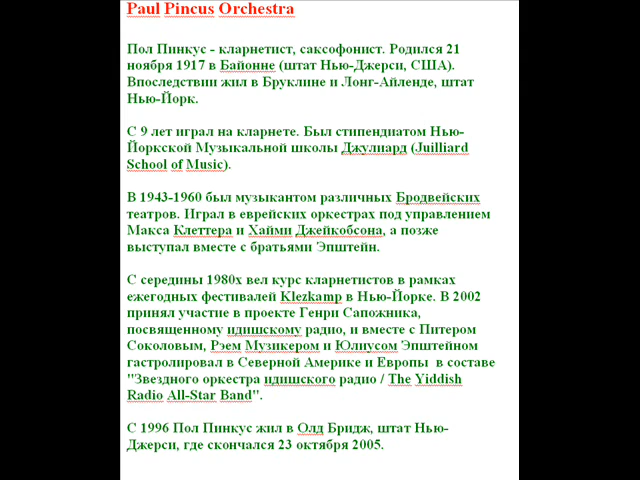 Paul Pincus Orchestra
Пол Пинкус - кларнетист, саксофонист. Родился 21
ноября 1917 в Байонне (штат Нью-Джерси, США).
Впоследствии жил в Бруклине и Лонг-Айленде, штат
Нью-Йорк.
С 9 лет играл на кларнете. Был стипендиатом Нью-
Йоркской Музыкальной школы Джулиард (Juilliard
School of Music).
В 1943-1960 был музыкантом различных Бродвейских
театров. Играл в еврейских оркестрах под управлением
Макса Клеттера и Хайми Джейкобсона, а позже
выступал вместе с братьями Эпштейн.
С середины 1980х вел курс кларнетистов в рамках
ежегодных фестивалей Klezkamp в Нью-Йорке. В 2002
принял участие в проекте Генри Сапожника,
посвященному идишскому радио, и вместе с Питером
Соколовым, Рэем Музикером и Юлиусом Эпштейном
гастролировал в Северной Америке и Европы в составе
"Звездного оркестра идишского радио / The Yiddish
Radio All-Star Band".
С 1996 Пол Пинкус жил в Олд Бридж, штат Нью-
Джерси, где скончался 23 октября 2005.